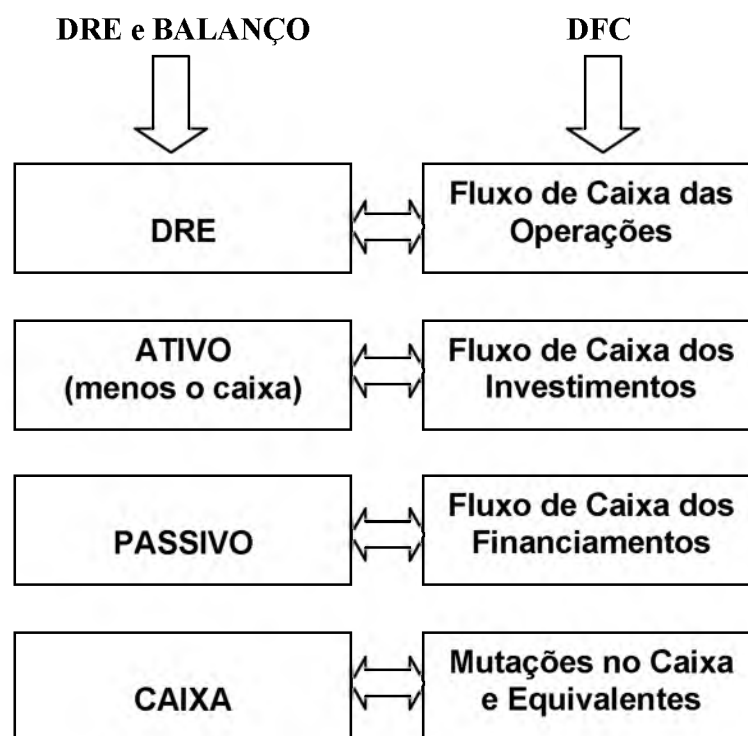 DRE e BALANÇO
DFC
DRE
Fluxo de Caixa das
Operações
ATIVO
(menos o caixa)
Fluxo de Caixa dos
Investimentos
PASSIVO
Fluxo de Caixa dos
Financiamentos
CAIXA
Mutações no Caixa
e Equivalentes